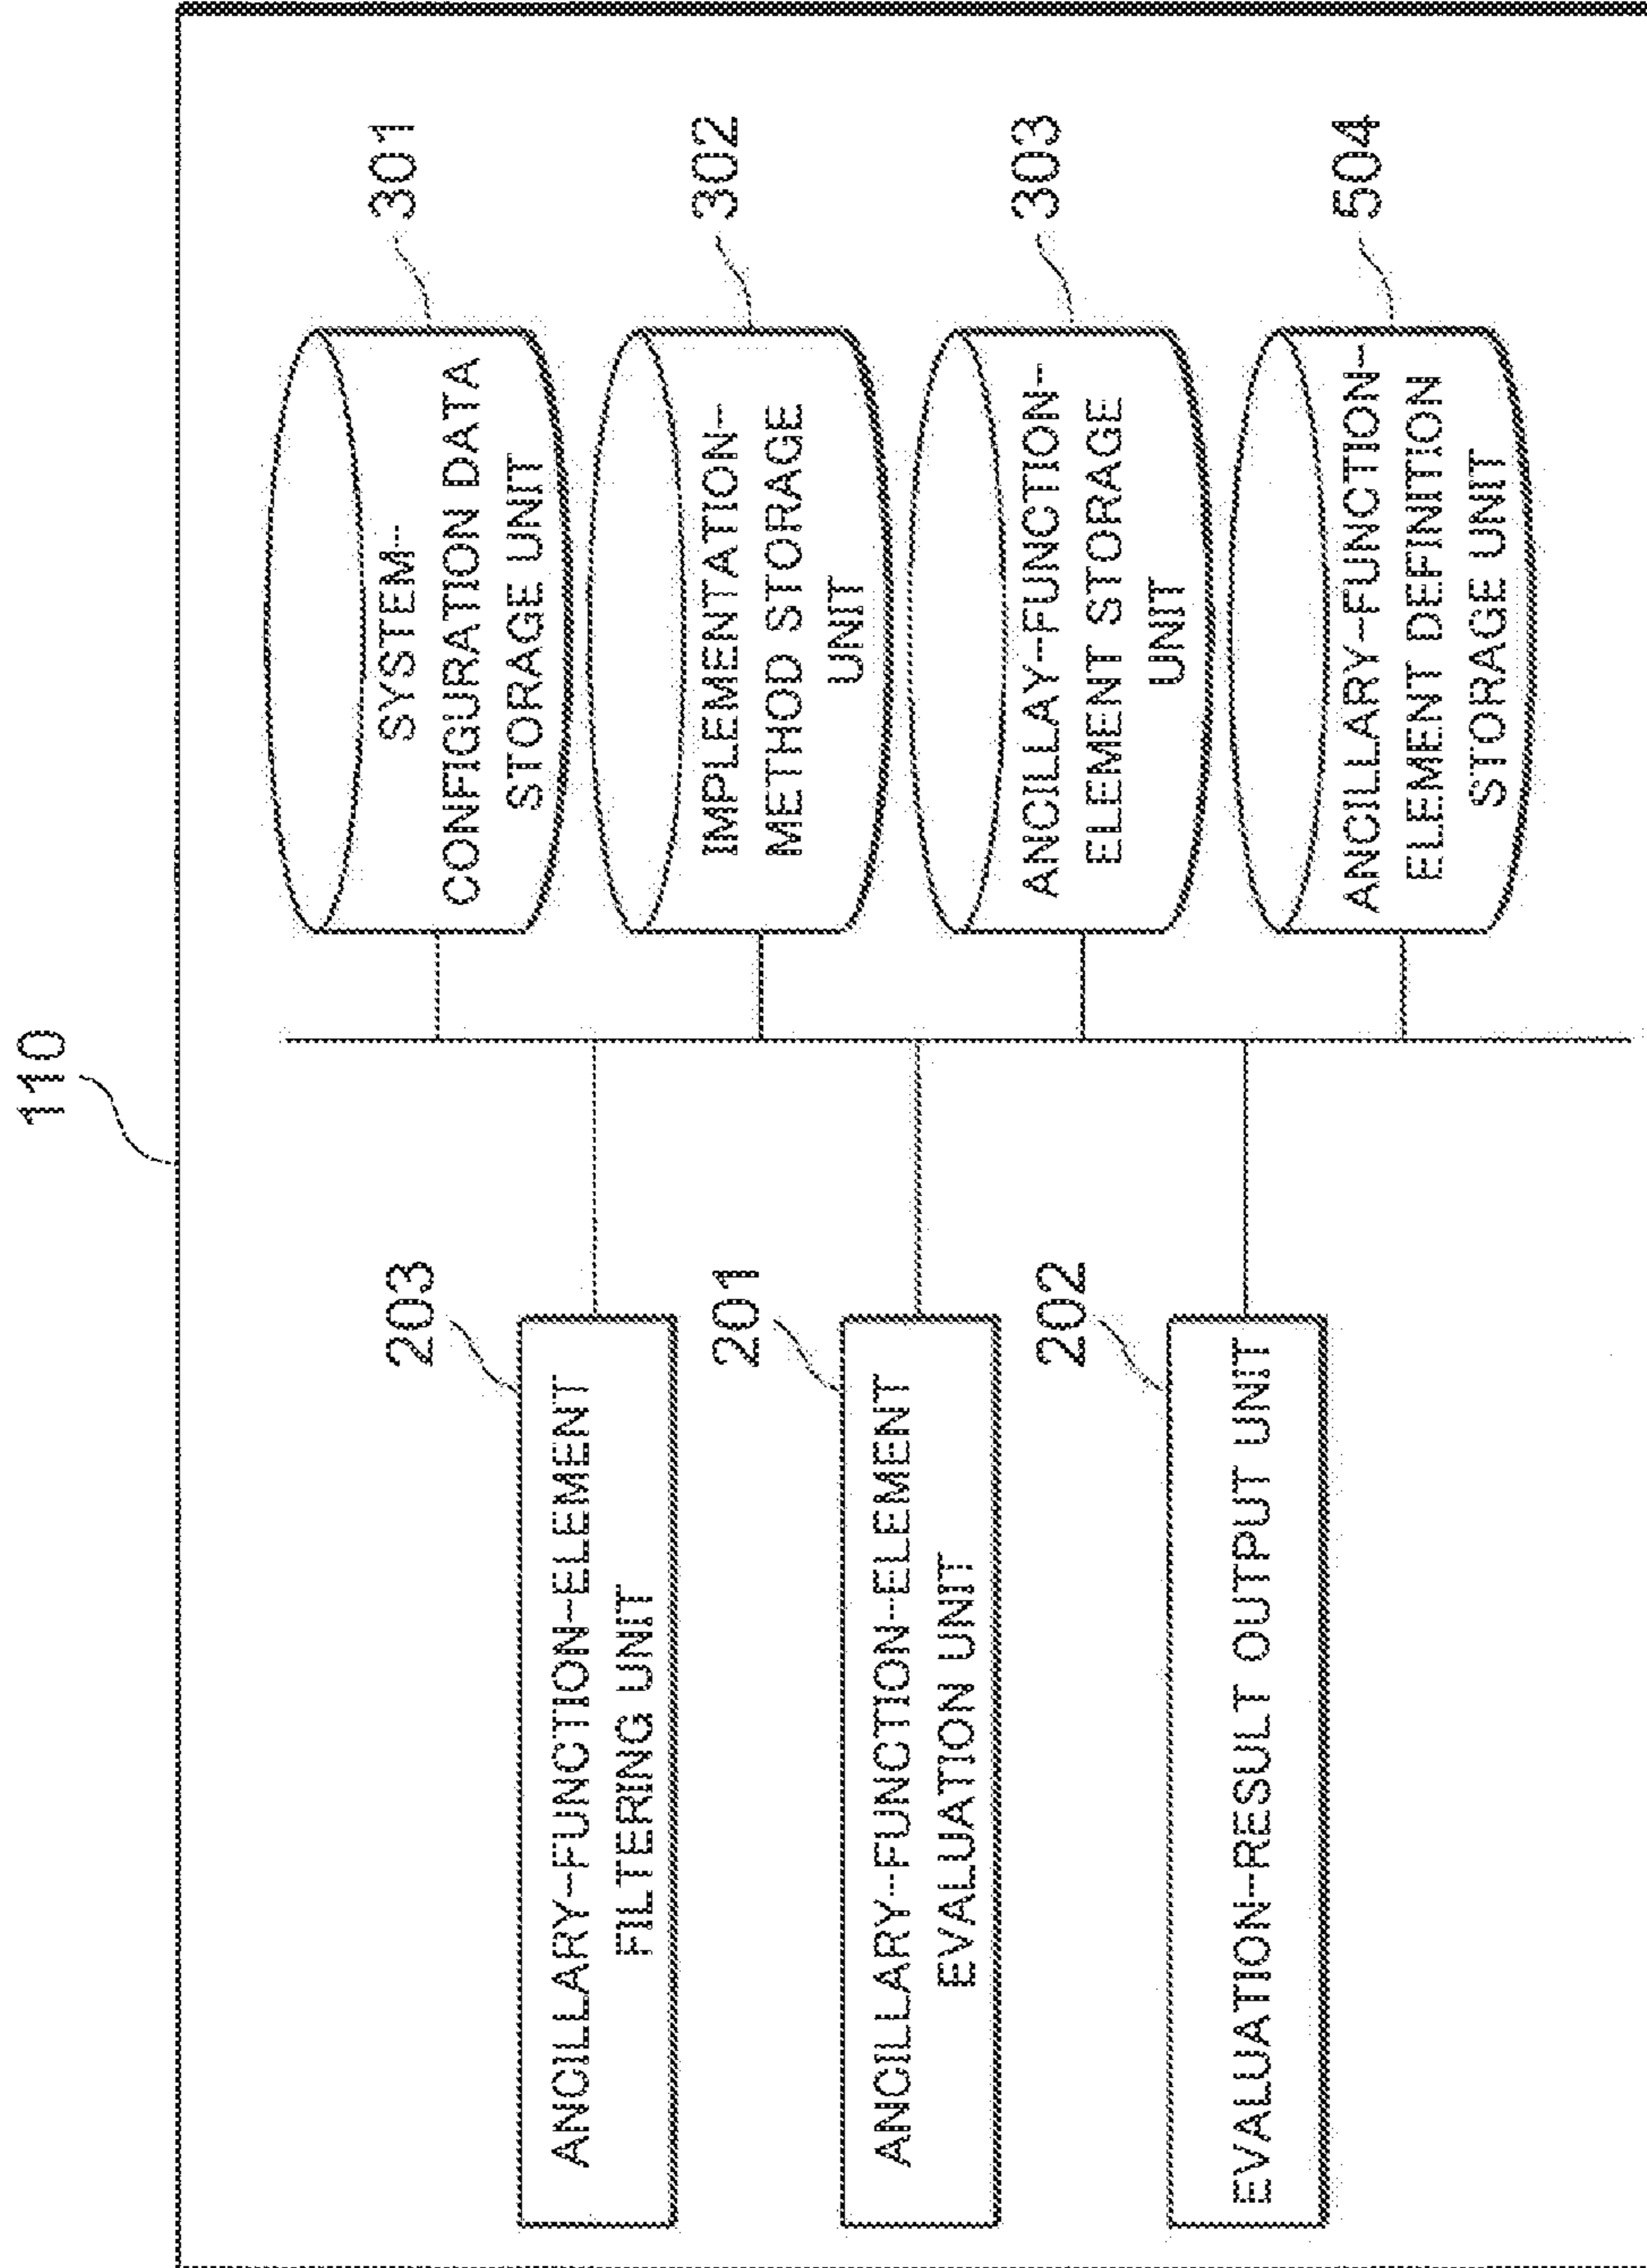 110
203
ANCILLARY-FUNCTION-ELEMENT
FILTERING UNIT
201
ANCILLARY-FUNCTION-ELEMENT
EVALUATION UNIT
202
EVALUATION-RESULT OUTPUT UNIT
SYSTEM-
CONFIGURATION DATA
STORAGE UNIT
301
IMPLEMENTATION-
METHOD STORAGE
UNIT
302
ANCILLAY-FUNCTION-
ELEMENT STORAGE
UNIT
303
ANCILLARY-FUNCTION-
ELEMENT DEFINITION
STORAGE UNIT
504